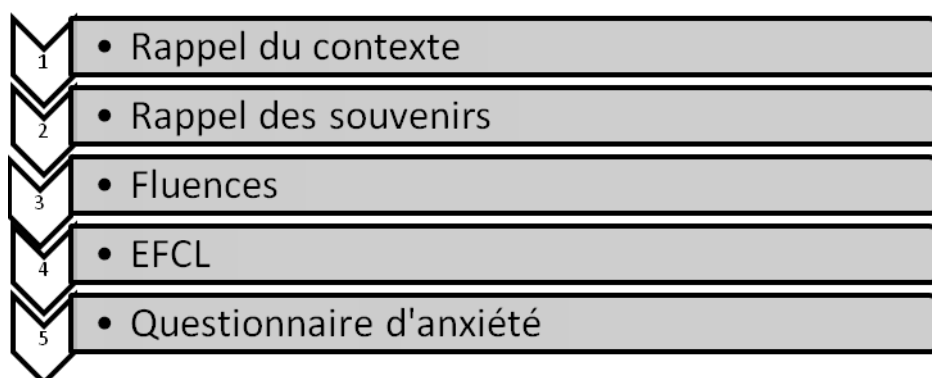 1 • Rappel du contexte
2 • Rappel des souvenirs
3 • Fluences
4 • EFCL
5 • Questionnaire d'anxiété